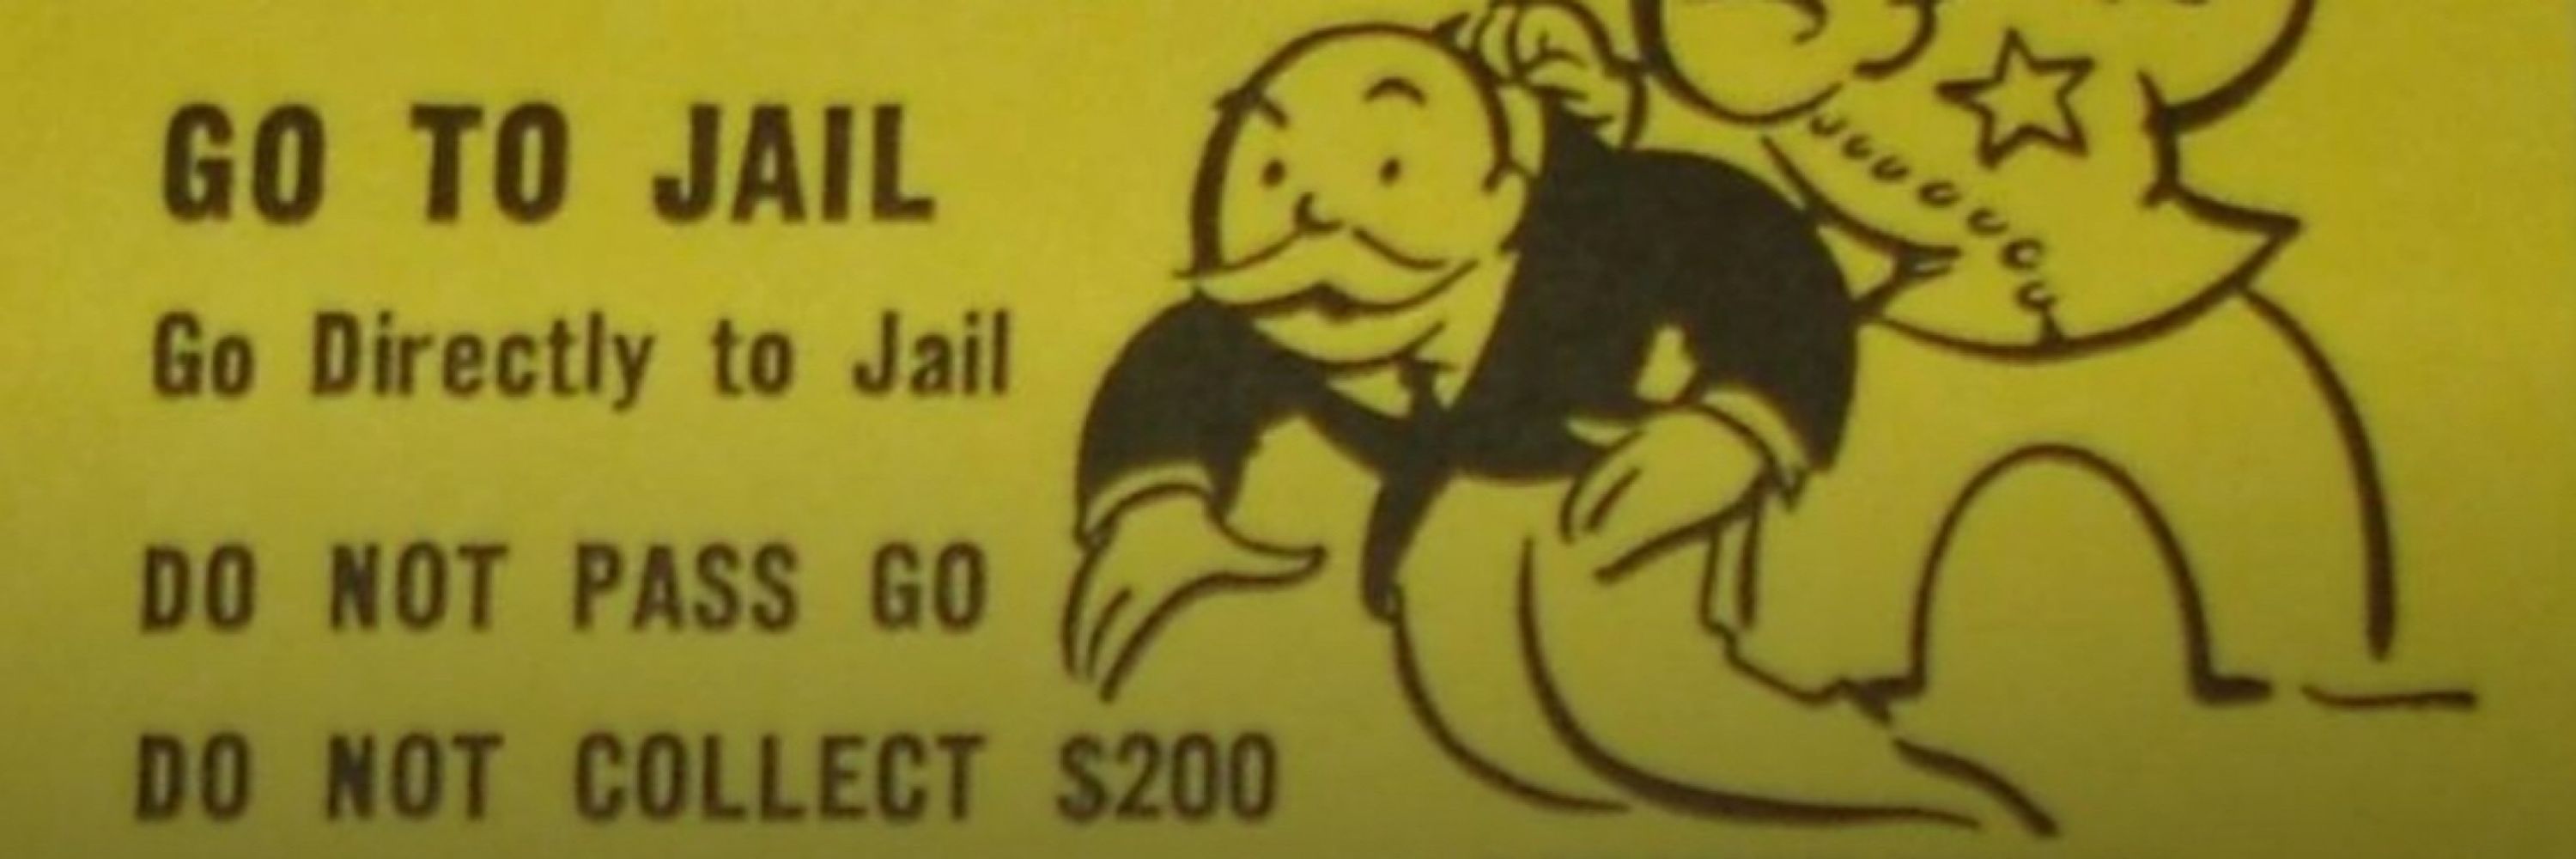 GO TO JAIL
Go Directly to Jail
DO NOT PASS GO
DO NOT COLLECT $200